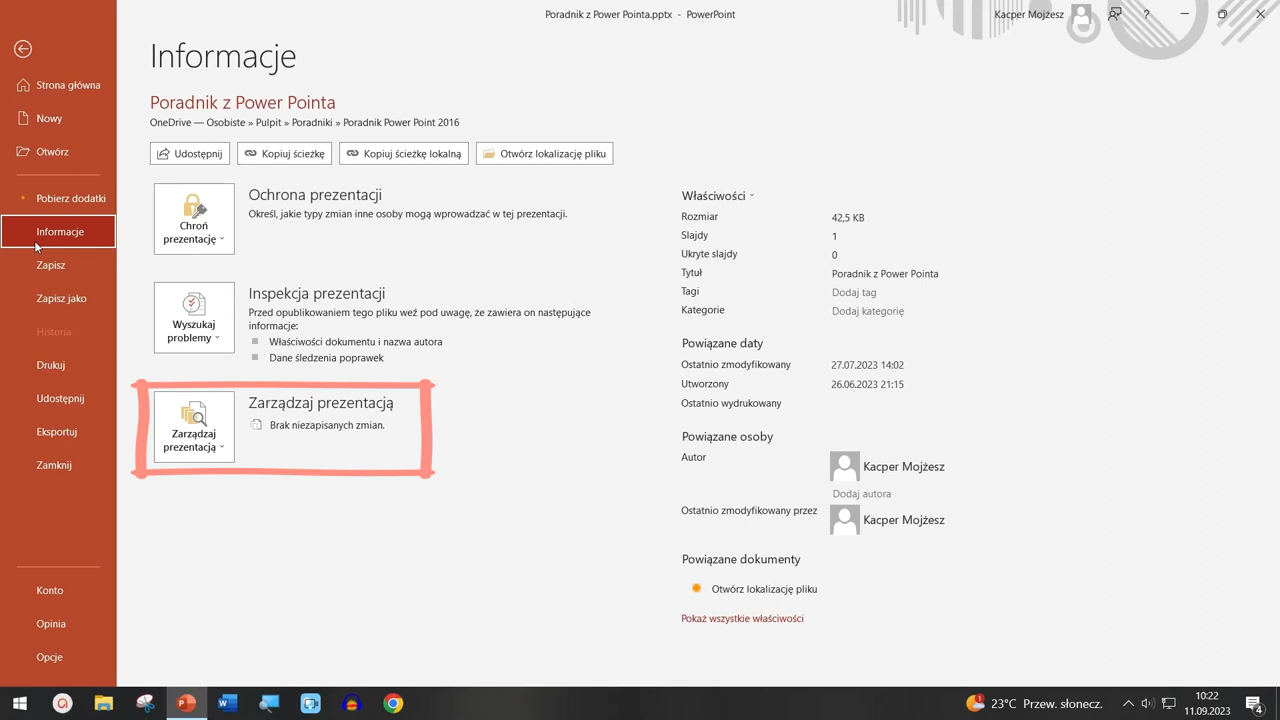 Poradnik z Power Pointa.pptx - PowerPoint
Kacper Mojżesz
?
Strona główna
Nowy
Otwórz
Pobierz dodatki
Informacje
Zapisz
Zapisz jako
Historia
Drukuj
Udostępnij
Eksportuj
Zamknij
Konto
Opinia
Opcje
Informacje
Poradnik z Power Pointa
OneDrive — Osobiste » Pulpit » Poradniki » Poradnik Power Point 2016
Udostępnij
Kopiuj ścieżkę
Kopiuj ścieżkę lokalną
Otwórz lokalizację pliku
Chroń
prezentację
Ochrona prezentacji
Określ, jakie typy zmian inne osoby mogą wprowadzać w tej prezentacji.
Wyszukaj
problemy
Inspekcja prezentacji
Przed opublikowaniem tego pliku weź pod uwagę, że zawiera on następujące
informacje:
Właściwości dokumentu i nazwa autora
Dane śledzenia poprawek
Zarządzaj
prezentacją
Zarządzaj prezentacją
Brak niezapisanych zmian.
Właściwości
Rozmiar 42,5 KB
Slajdy 1
Ukryte slajdy 0
Tytuł Poradnik z Power Pointa
Tagi Dodaj tag
Kategorie Dodaj kategorię
Powiązane daty
Ostatnio zmodyfikowany 27.07.2023 14:02
Utworzony 26.06.2023 21:15
Ostatnio wydrukowany
Powiązane osoby
Autor Kacper Mojżesz
Dodaj autora
Ostatnio zmodyfikowany przez Kacper Mojżesz
Powiązane dokumenty
Otwórz lokalizację pliku
Pokaż wszystkie właściwości
23°C Przew. słonecz.
10:22
11.09.2023
4